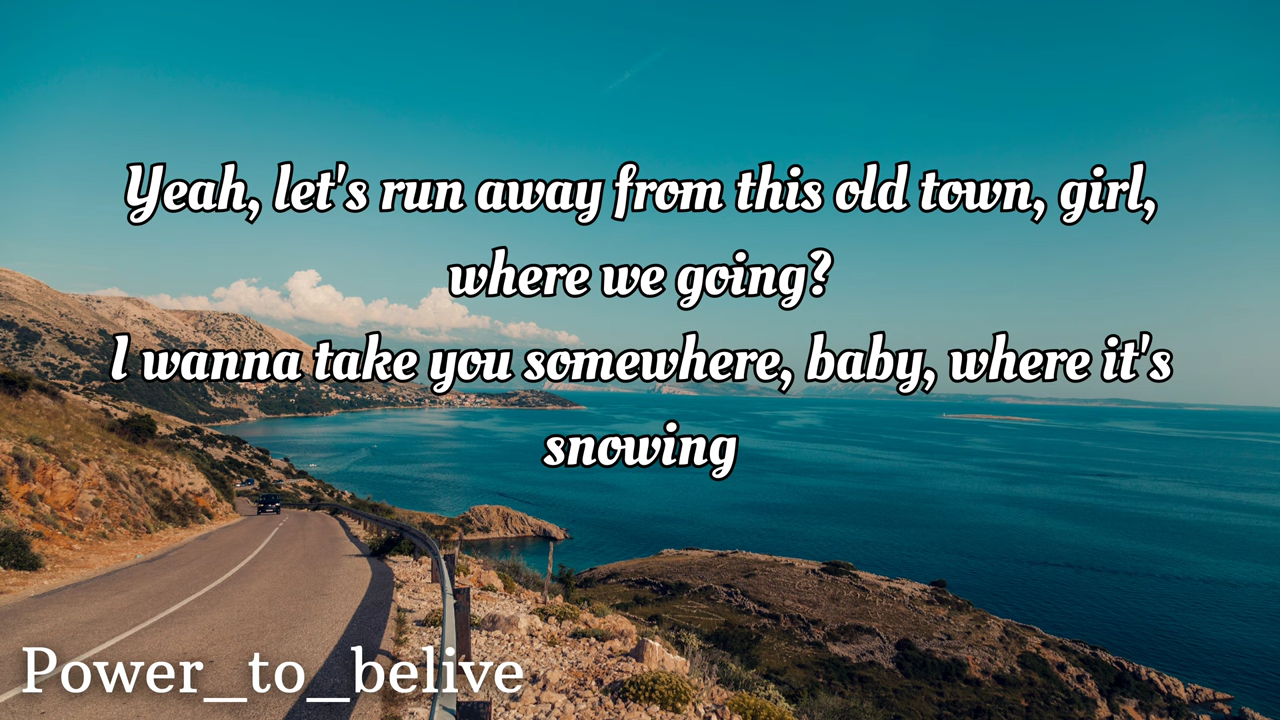 Yeah, let's run away from this old town, girl,
where we going?
I wanna take you somewhere, baby, where it's
snowing
Power_to_belive